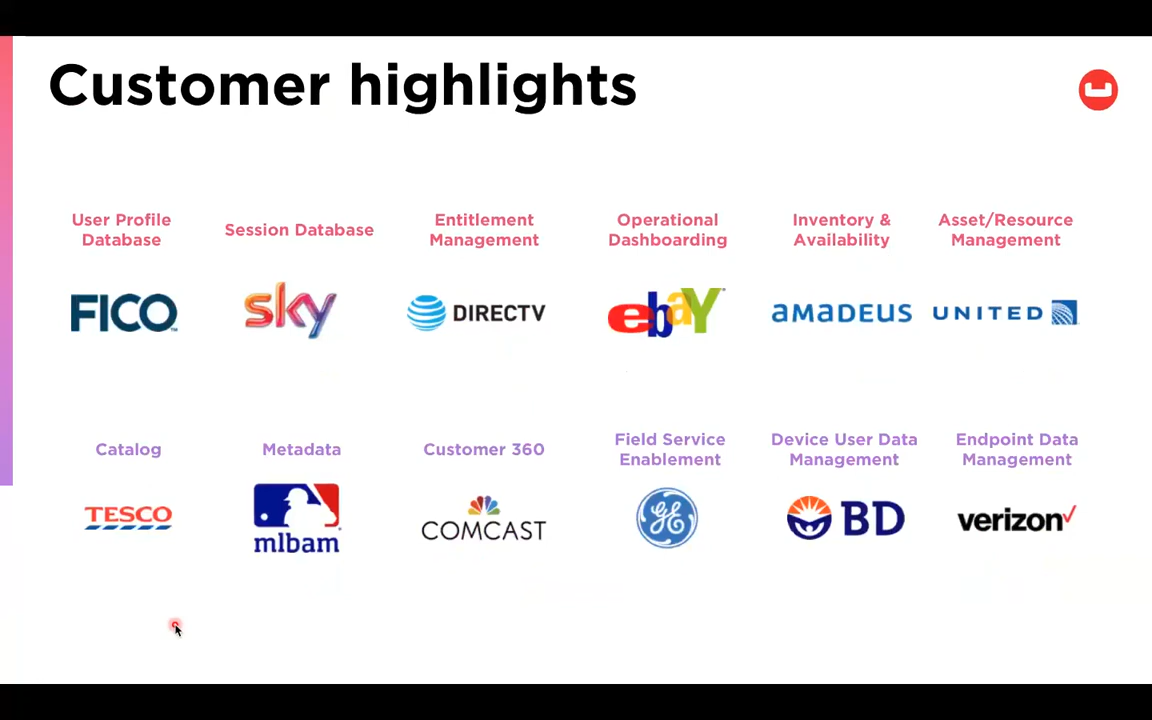 Customer highlights
User Profile
Database
Session Database
Entitlement
Management
Operational
Dashboarding
Inventory &
Availability
Asset/Resource
Management
FICO
sky
DIRECTV
ebaY
amadeus
UNITED
Catalog
Metadata
Customer 360
Field Service
Enablement
Device User Data
Management
Endpoint Data
Management
TESCO
mlbam
COMCAST
GE
BD
verizon